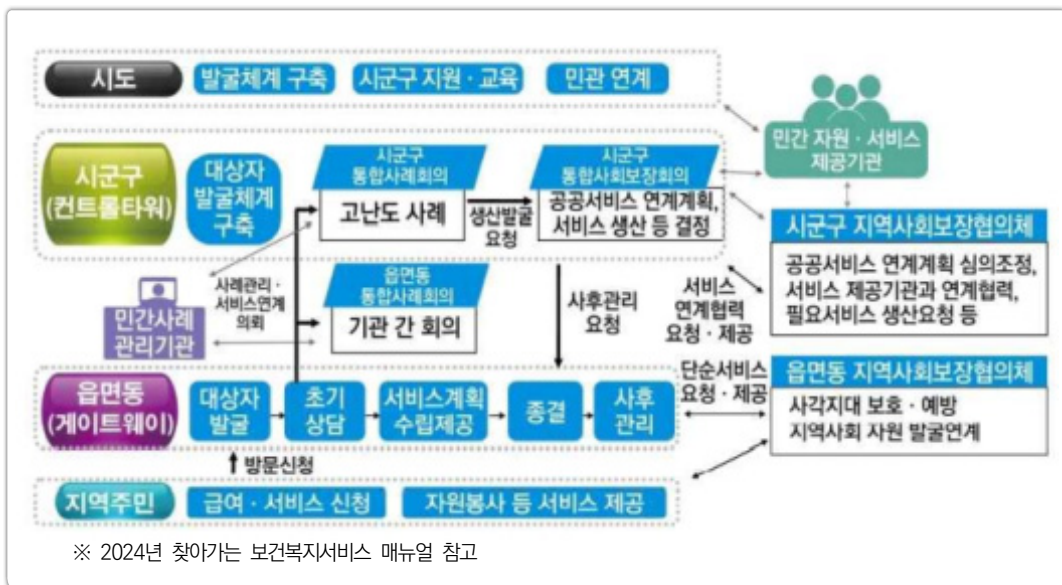 시도
발굴체계 구축
시군구 지원·교육
민관 연계
민간 자원·서비스
제공기관
시군구
(컨트롤타워)
대상자
발굴체계
구축
시군구
통합사례회의
고난도 사례
생산발굴
요청
시군구
통합사회보장회의
공공서비스 연계계획,
서비스 생산 등 결정
시군구 지역사회보장협의체
공공서비스 연계계획 심의조정,
서비스 제공기관과 연계협력,
필요서비스 생산요청 등
민간사례
관리기관
사례관리·
서비스연계
의뢰
읍면동
통합사례회의
기관 간 회의
사후관리
요청
서비스
연계협력
요청·제공
읍면동
(게이트웨이)
대상자
발굴
초기
상담
서비스계획
수립제공
종결
사후
관리
단순서비스
요청·제공
읍면동 지역사회보장협의체
사각지대 보호·예방
지역사회 자원 발굴연계
방문신청
지역주민
급여·서비스 신청
자원봉사 등 서비스 제공
※ 2024년 찾아가는 보건복지서비스 매뉴얼 참고